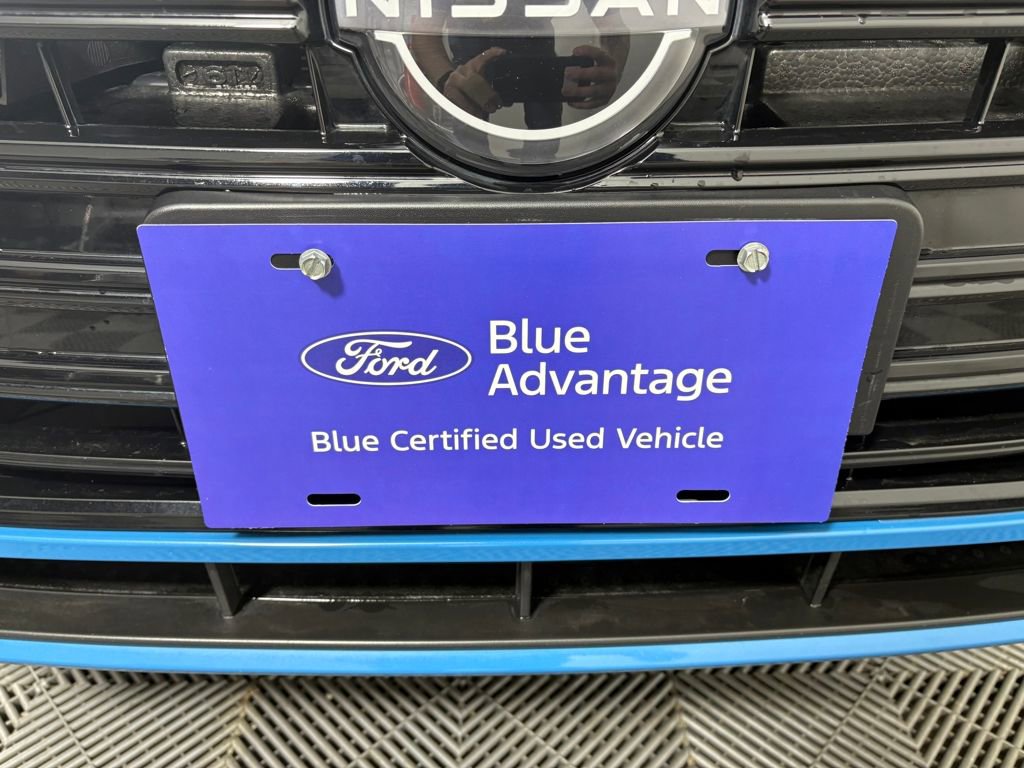 NISSAN
Ford
Blue
Advantage
Blue Certified Used Vehicle